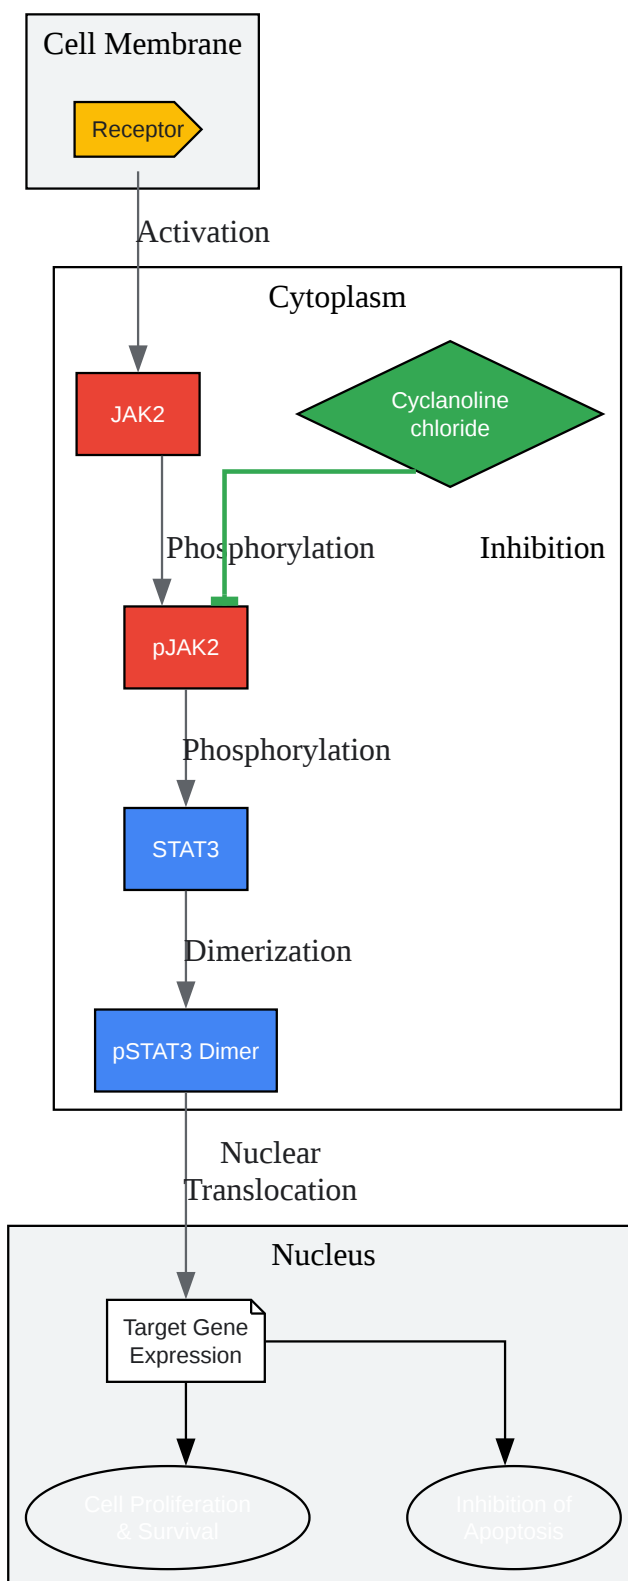 Cell Membrane
Receptor
Activation
Cytoplasm
JAK2
Cyclanoline
chloride
Phosphorylation
Inhibition
pJAK2
Phosphorylation
STAT3
Dimerization
pSTAT3 Dimer
Nuclear
Translocation
Nucleus
Target Gene
Expression
Cell Proliferation
& Survival
Inhibition of
Apoptosis